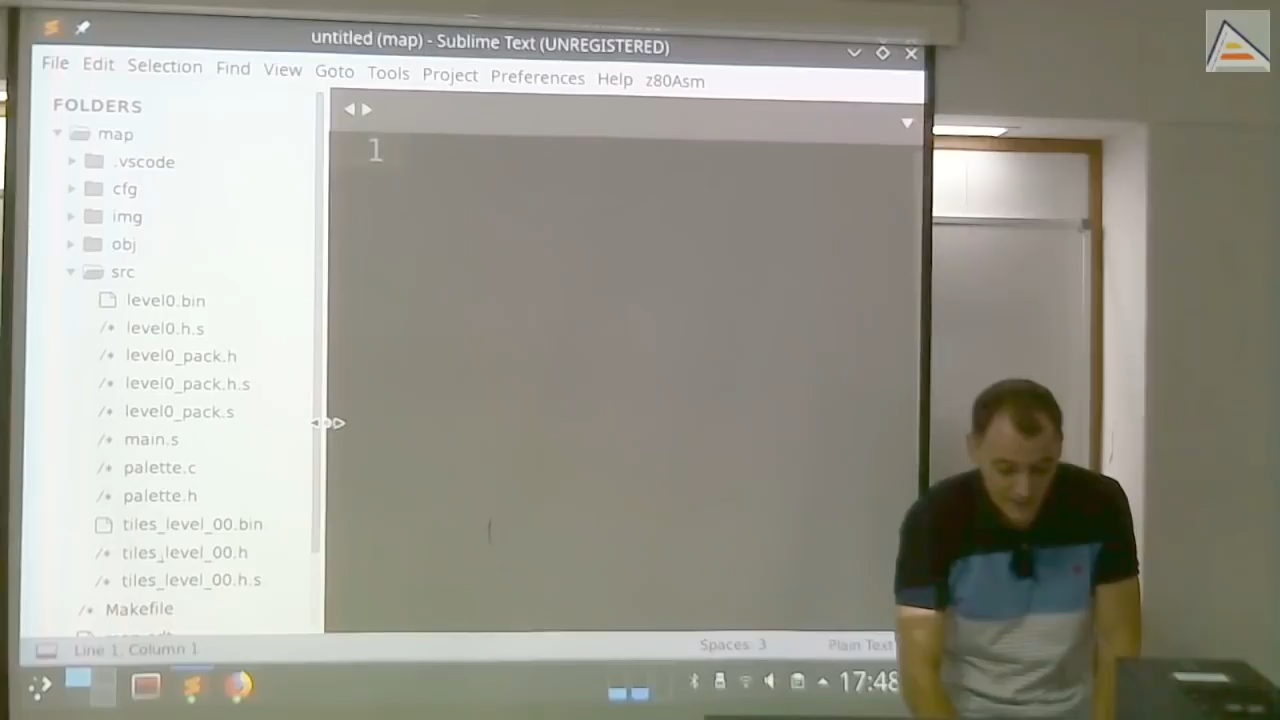 untitled (map) - Sublime Text (UNREGISTERED)
File Edit Selection Find View Goto Tools Project Preferences Help z80Asm
FOLDERS
map
.vscode
cfg
img
obj
src
level0.bin
level0.h.s
level0_pack.h
level0_pack.h.s
level0_pack.s
main.s
palette.c
palette.h
tiles_level_00.bin
tiles_level_00.h
tiles_level_00.h.s
Makefile
1
Line 1, Column 1
Spaces: 3
Plain Text
17:48